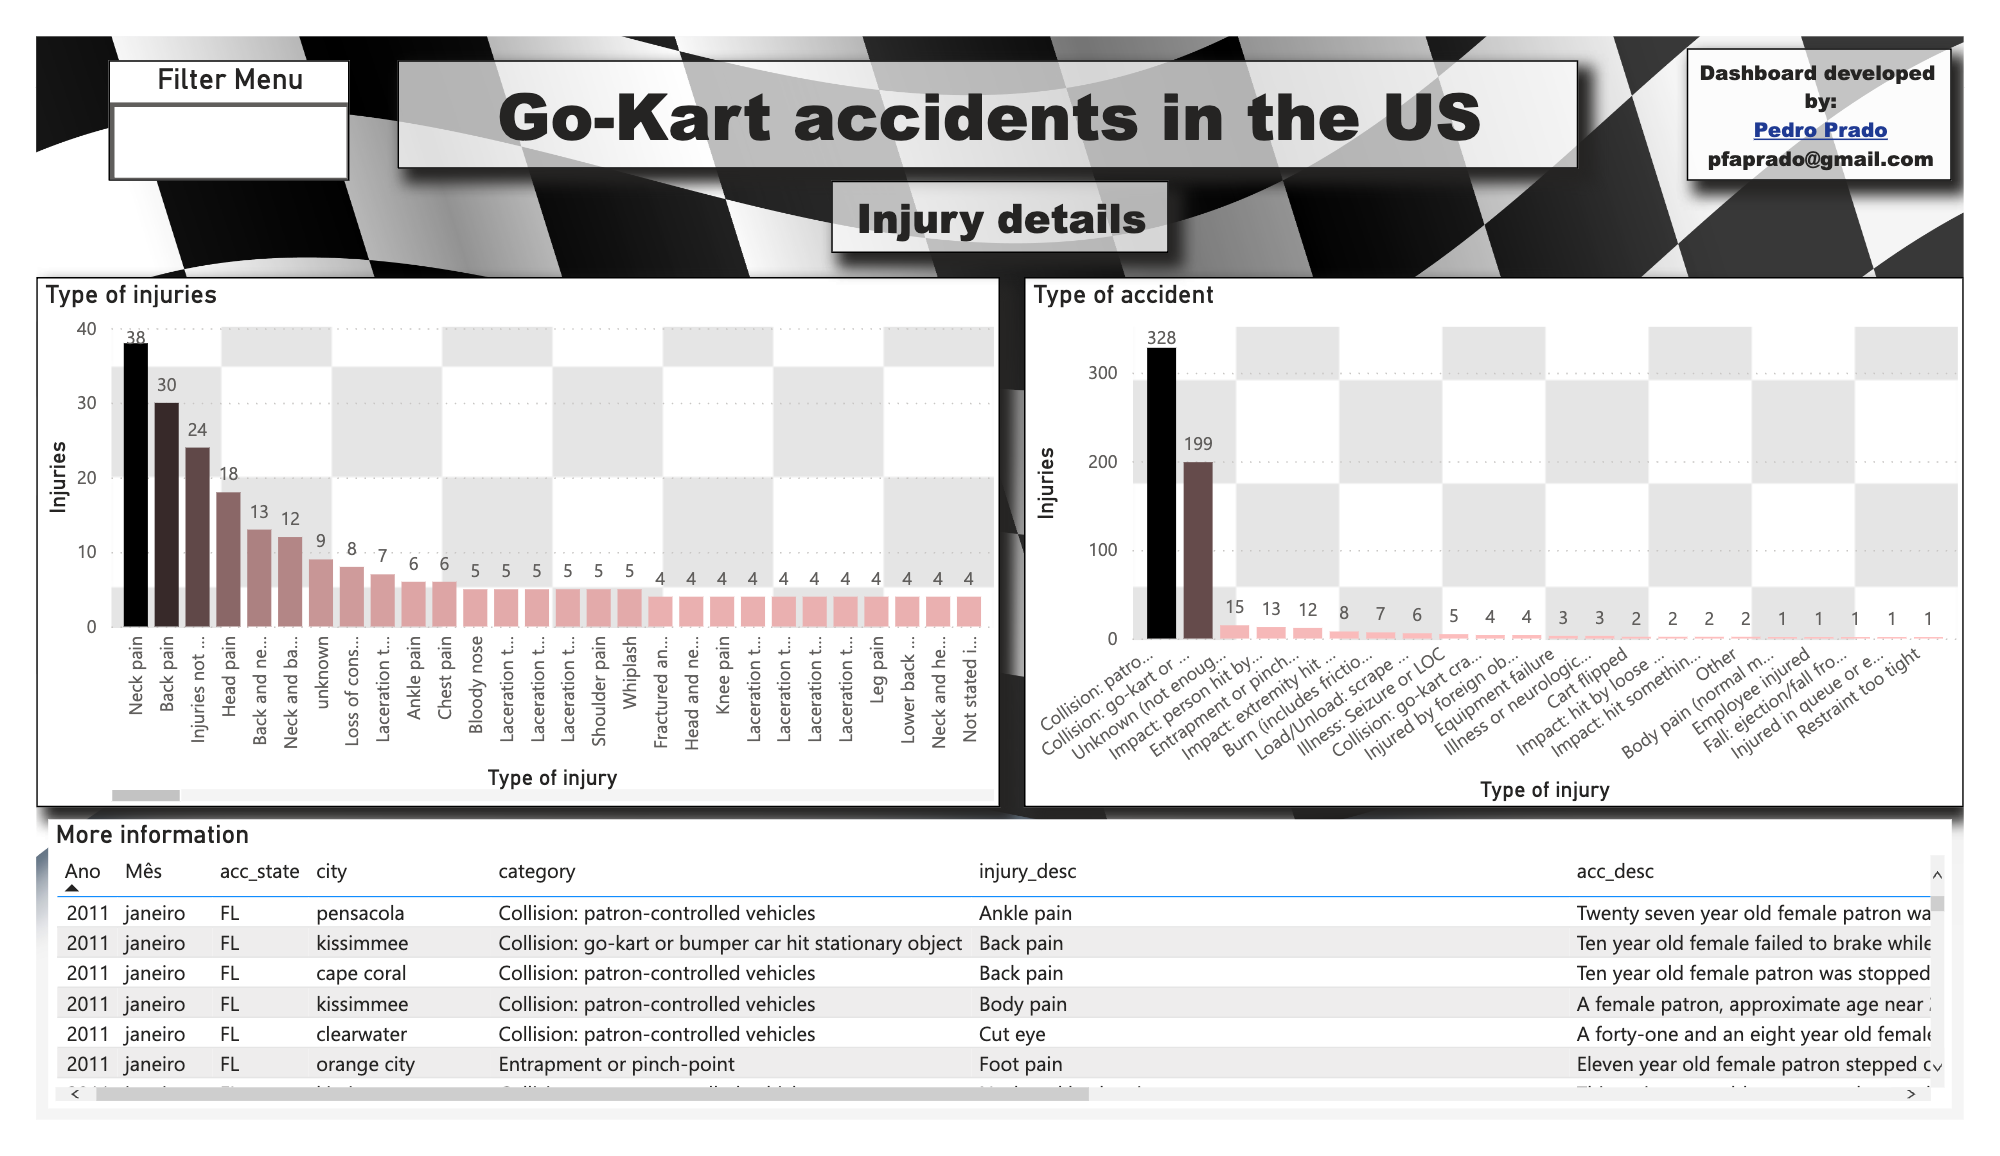 Filter Menu
Go-Kart accidents in the US
Dashboard developed
by:
Pedro Prado
pfaprado@gmail.com
Injury details
Type of injuries
40
30
20
10
0
Injuries
38
30
24
18
13
12
9
8
7
6
6
5
5
5
5
5
5
4
4
4
4
4
4
4
4
4
4
4
Neck pain
Back pain
Injuries not ...
Head pain
Back and ne...
Neck and ba...
unknown
Loss of cons...
Laceration t...
Ankle pain
Chest pain
Bloody nose
Laceration t...
Laceration t...
Laceration t...
Shoulder pain
Whiplash
Fractured an...
Head and ne...
Knee pain
Laceration t...
Laceration t...
Laceration t...
Laceration t...
Leg pain
Lower back ...
Neck and he...
Not stated i...
Type of injury
Type of accident
300
200
100
0
Injuries
328
199
15
13
12
8
7
6
5
4
4
3
3
2
2
2
2
1
1
1
1
1
Collision: patro...
Collision: go-kart or ...
Unknown (not enoug...
Impact: person hit by...
Entrapment or pinch...
Impact: extremity hit ...
Burn (includes frictio...
Load/Unload: scrape ...
Illness: Seizure or LOC
Collision: go-kart cra...
Injured by foreign ob...
Equipment failure
Illness or neurologic...
Cart flipped
Impact: hit by loose ...
Impact: hit somethin...
Other
Body pain (normal m...
Employee injured
Fall: ejection/fall fro...
Injured in queue or e...
Restraint too tight
Type of injury
More information
Ano Mês acc_state city category injury_desc acc_desc
2011 janeiro FL pensacola Collision: patron-controlled vehicles Ankle pain Twenty seven year old female patron wa
2011 janeiro FL kissimmee Collision: go-kart or bumper car hit stationary object Back pain Ten year old female failed to brake while
2011 janeiro FL cape coral Collision: patron-controlled vehicles Back pain Ten year old female patron was stopped
2011 janeiro FL kissimmee Collision: patron-controlled vehicles Body pain A female patron, approximate age near
2011 janeiro FL clearwater Collision: patron-controlled vehicles Cut eye A forty-one and an eight year old female
2011 janeiro FL orange city Entrapment or pinch-point Foot pain Eleven year old female patron stepped